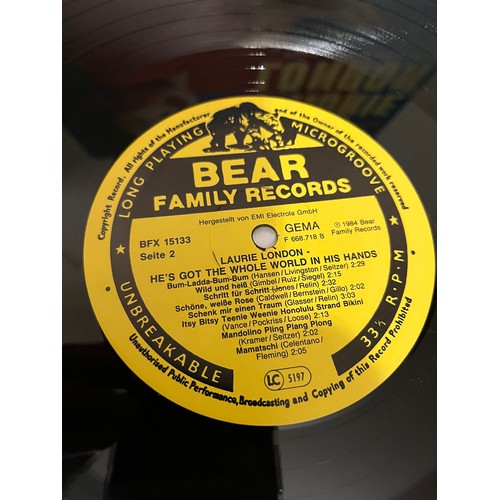 Copyright Record. All rights of the Manufacturer and of the Owner of the recorded work reserved
LONG PLAYING MICROGROOVE
BEAR
FAMILY RECORDS
Hergestellt von EMI Electrola GmbH
BFX 15133
Seite 2
GEMA
F 668.718 B
℗ 1984 Bear
Family Records
- LAURIE LONDON -
HE'S GOT THE WHOLE WORLD IN HIS HANDS
Bum-Ladda-Bum-Bum (Hansen/Livingston/Seitzer) 2:29
Wild und heiß (Gimbel/Ruiz/Siegel) 2:15
Schritt für Schritt (Jones/Relin) 2:32
Schöne, weiße Rose (Caldwell/Bernstein/Gillo) 2:02
Schenk mir einen Traum (Glasser/Relin) 3:03
Itsy Bitsy Teenie Weenie Honolulu Strand Bikini
(Vance/Pockriss/Loose) 2:13
Mandolino Pling Plang Plong
(Kramer/Seitzer) 2:02
Mamatschi (Celentano/
Fleming) 2:05
LC 5197
UNBREAKABLE
33⅓ R.P.M
Unauthorised Public Performance, Broadcasting and Copying of this Record Prohibited